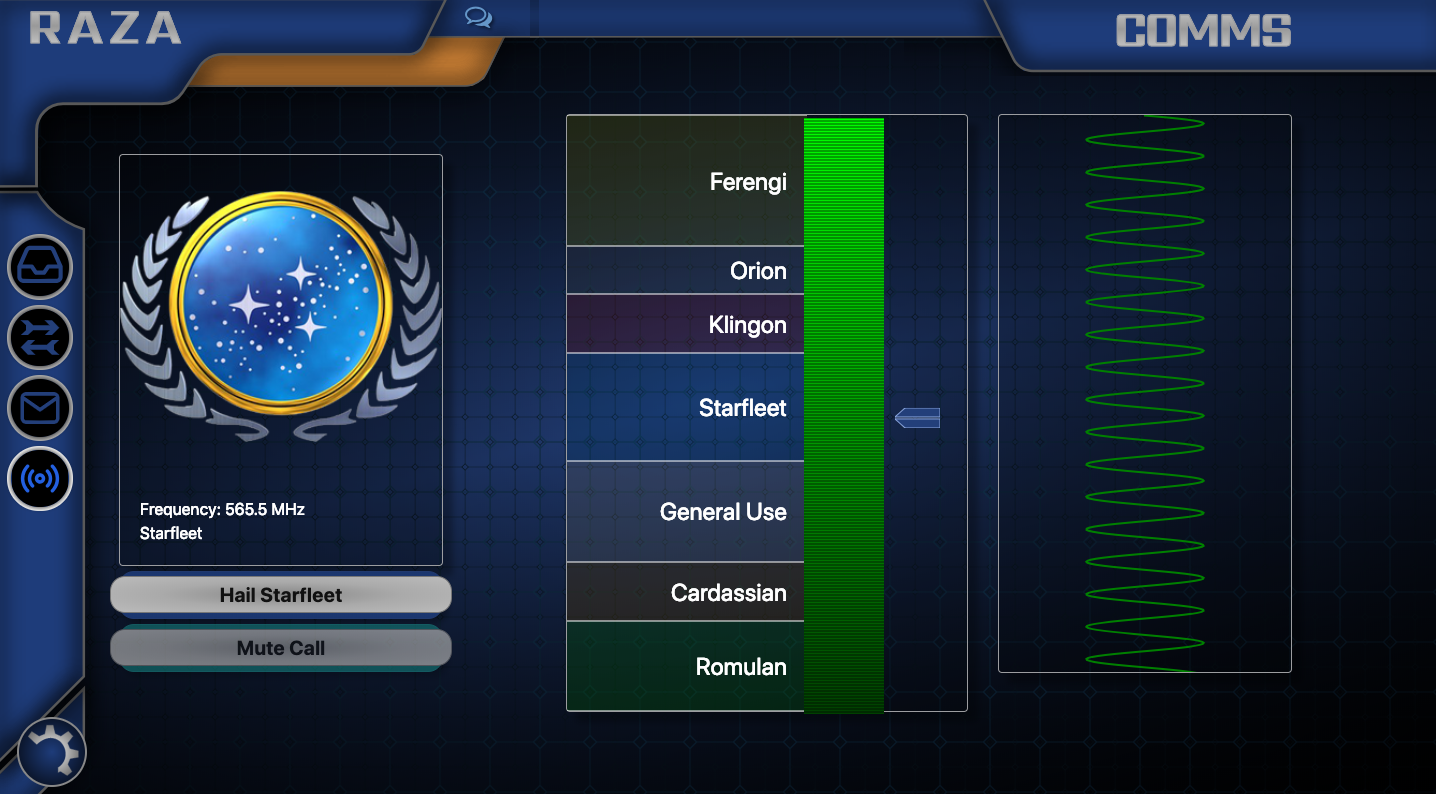 RAZA
COMMS
Ferengi
Orion
Klingon
Starfleet
General Use
Cardassian
Romulan
Frequency: 565.5 MHz
Starfleet
Hail Starfleet
Mute Call